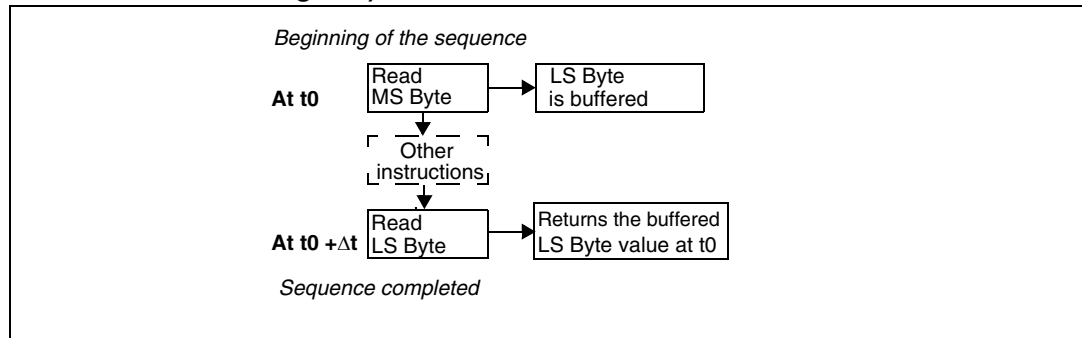 Beginning of the sequence
At t0
Read
MS Byte
LS Byte
is buffered
Other
instructions
At t0 +Δt
Read
LS Byte
Returns the buffered
LS Byte value at t0
Sequence completed